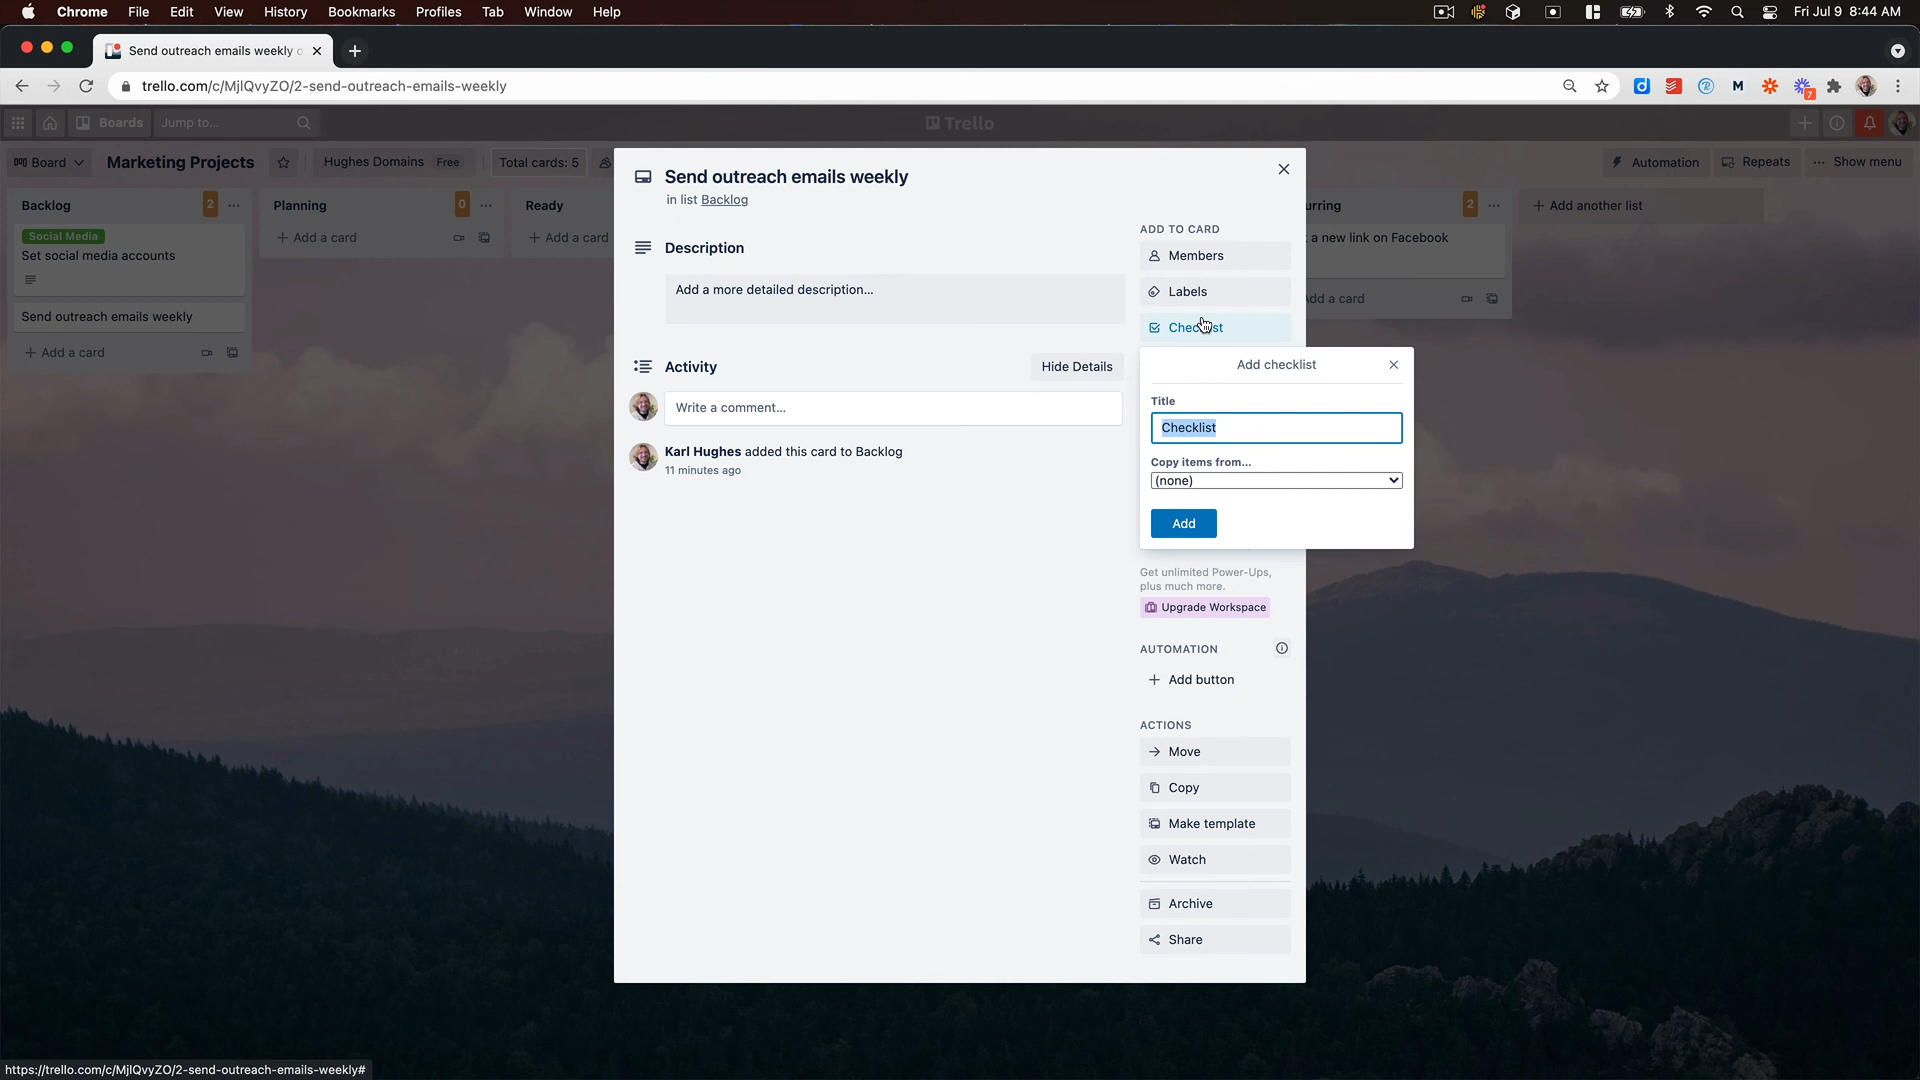 Chrome File Edit View History Bookmarks Profiles Tab Window Help Fri Jul 9 8:44 AM
Send outreach emails weekly
trello.com/c/MjlQvyZO/2-send-outreach-emails-weekly
7
Boards Jump to... Trello
Board Marketing Projects Hughes Domains Free Total cards: 5 Automation Repeats Show menu
Backlog 2
Social Media
Set social media accounts
Send outreach emails weekly
+ Add a card
Planning 0
+ Add a card
Ready
+ Add a card
Send outreach emails weekly
in list Backlog
Description
Add a more detailed description...
Activity Hide Details
Write a comment...
Karl Hughes added this card to Backlog
11 minutes ago
ADD TO CARD
Members
Labels
Checklist
Add checklist
Title
Checklist
Copy items from...
(none)
Add
Get unlimited Power-Ups,
plus much more.
Upgrade Workspace
AUTOMATION
+ Add button
ACTIONS
Move
Copy
Make template
Watch
Archive
Share
urring 2
a new link on Facebook
dd a card
+ Add another list
https://trello.com/c/MjlQvyZO/2-send-outreach-emails-weekly#